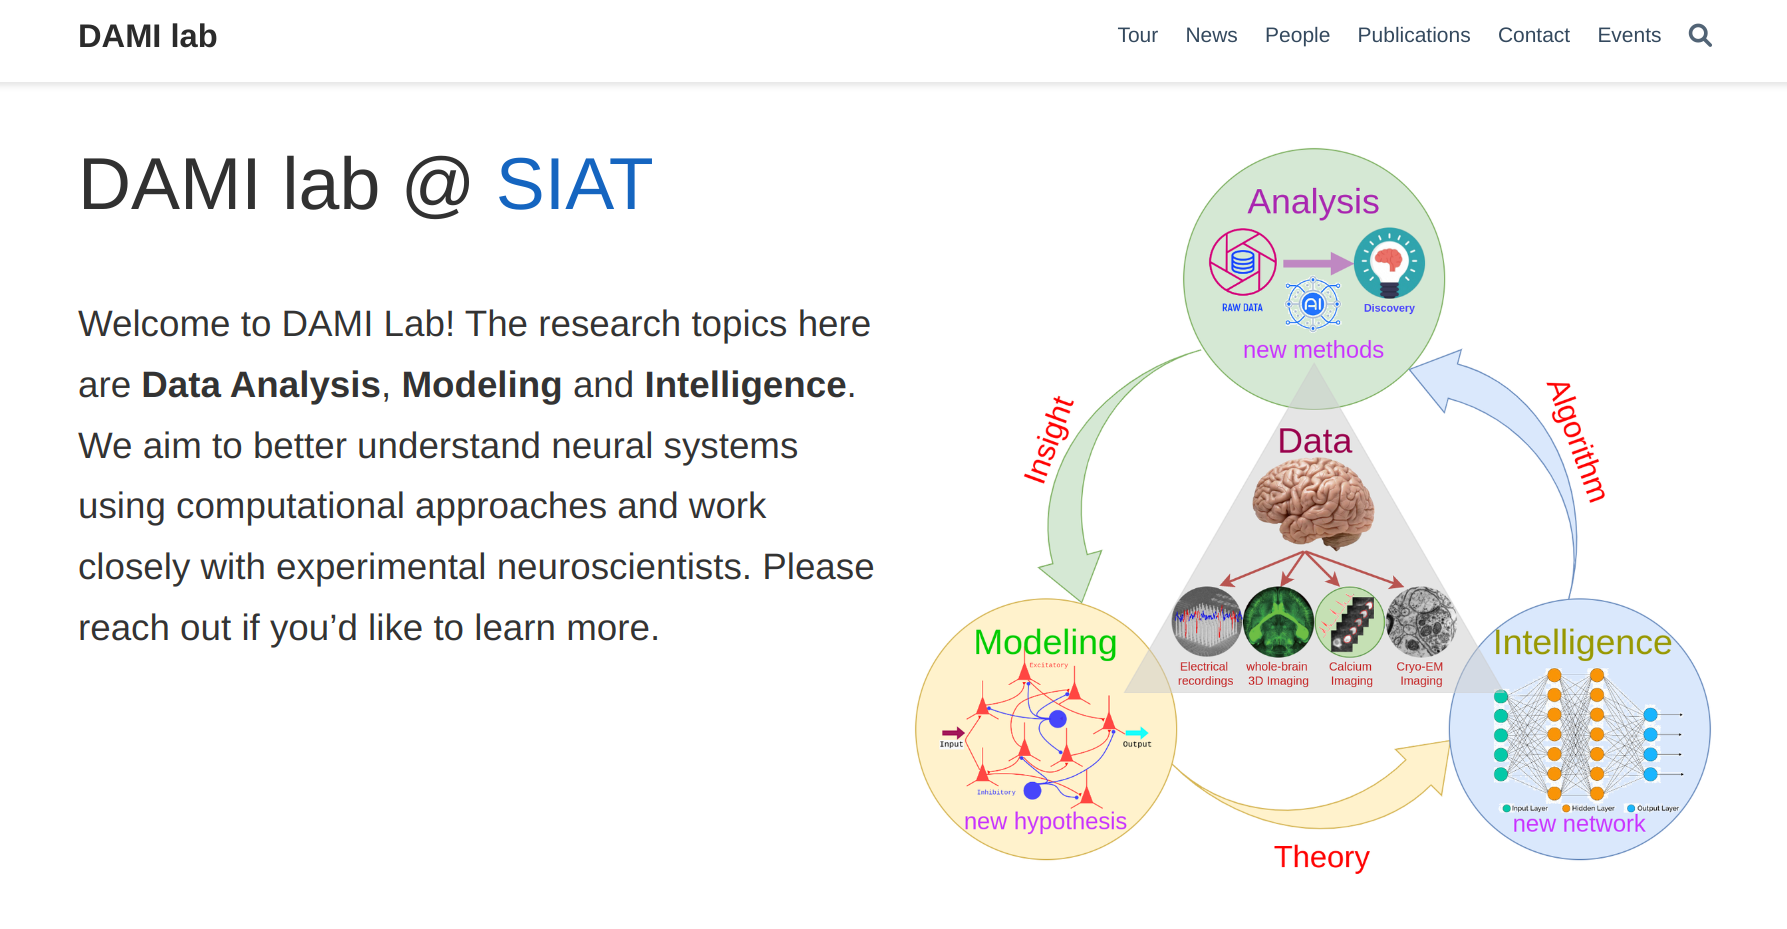 DAMI lab
Tour News People Publications Contact Events
DAMI lab @ SIAT
Welcome to DAMI Lab! The research topics here
are Data Analysis, Modeling and Intelligence.
We aim to better understand neural systems
using computational approaches and work
closely with experimental neuroscientists. Please
reach out if you’d like to learn more.
Analysis
RAW DATA
AI
Discovery
new methods
Insight
Algorithm
Data
Electrical
recordings
whole-brain
3D Imaging
Calcium
Imaging
Cryo-EM
Imaging
Modeling
Excitatory
Input
Output
Inhibitory
new hypothesis
Intelligence
Input Layer
Hidden Layer
Output Layer
new network
Theory